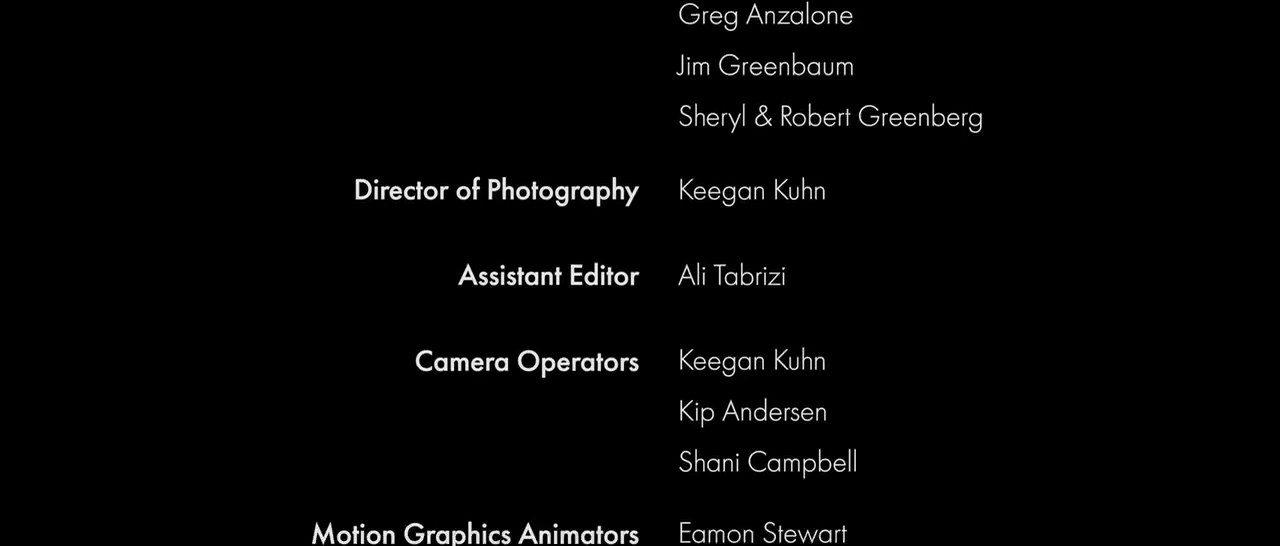 Greg Anzalone
Jim Greenbaum
Sheryl & Robert Greenberg
Director of Photography Keegan Kuhn
Assistant Editor Ali Tabrizi
Camera Operators Keegan Kuhn
Kip Andersen
Shani Campbell
Motion Graphics Animators Eamon Stewart